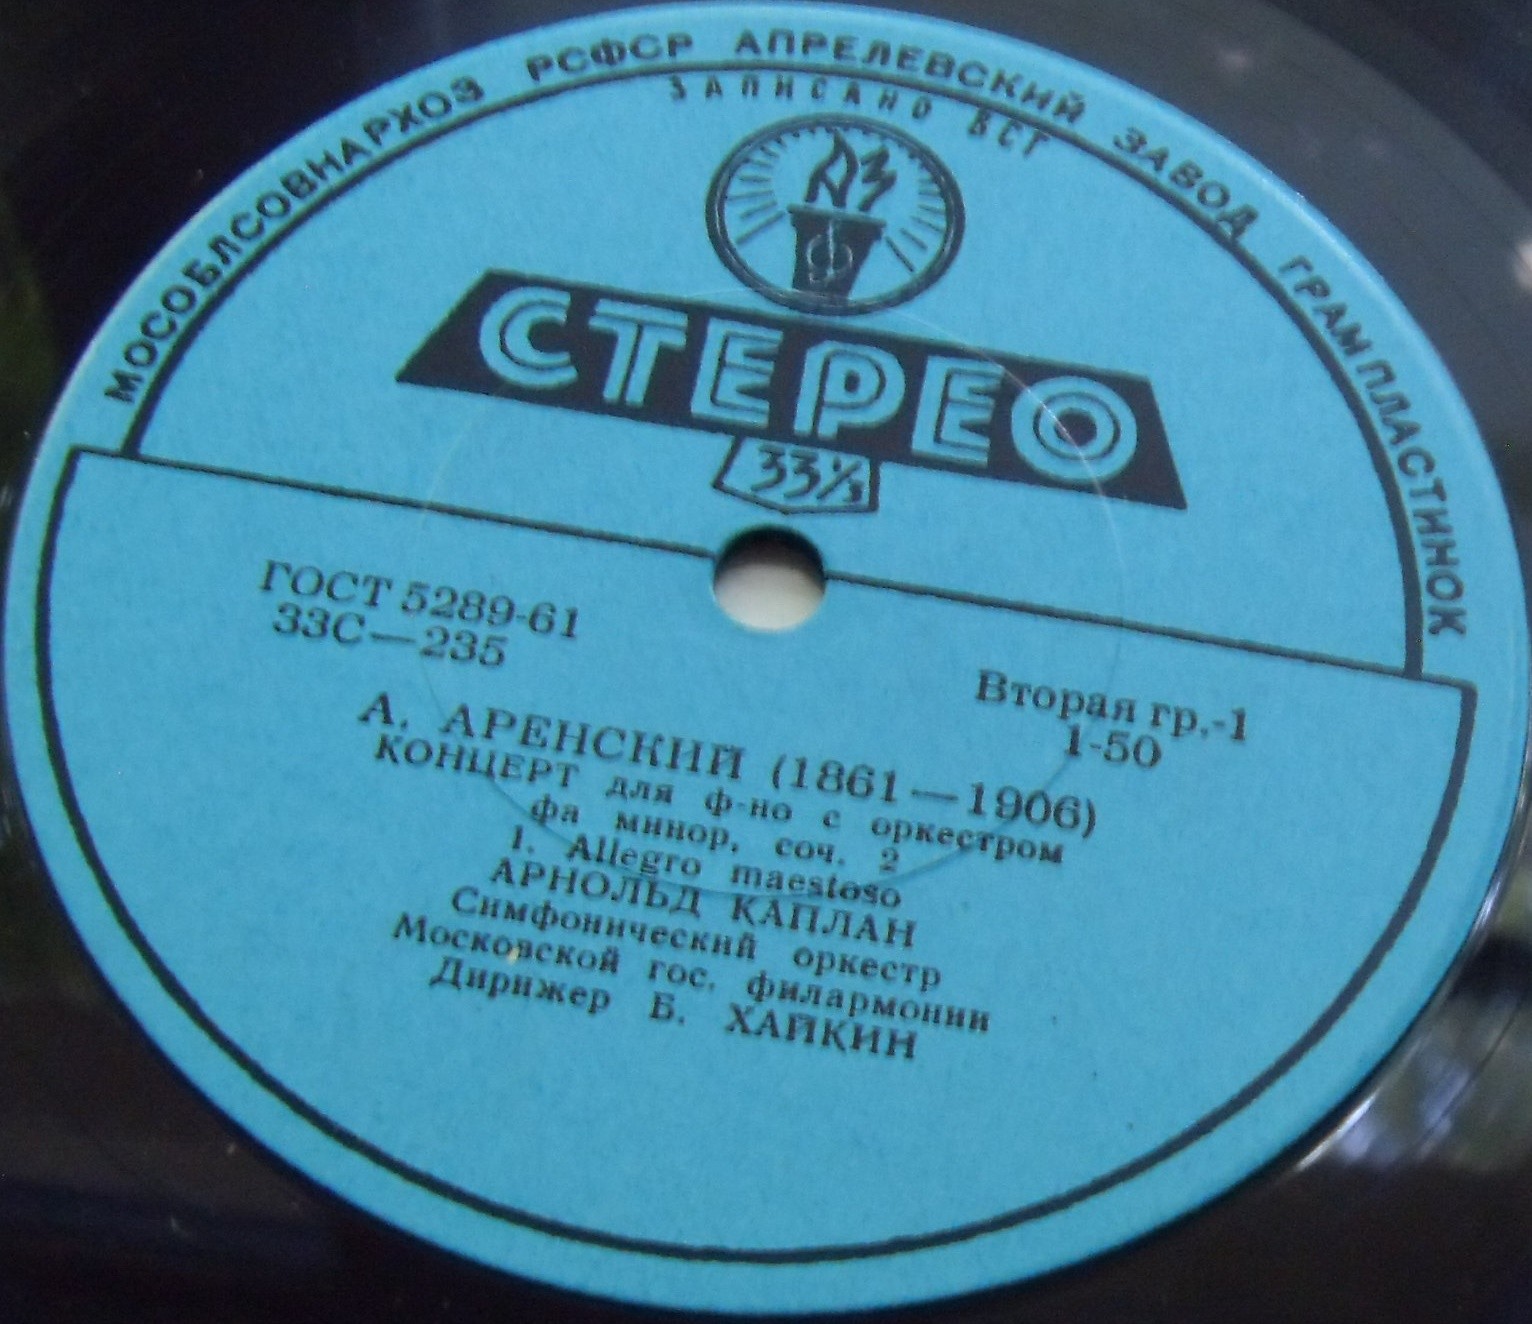 МОСОБЛСОВНАРХОЗ РСФСР АПРЕЛЕВСКИЙ ЗАВОД ГРАМПЛАСТИНОК
ЗАПИСАНО ВСГ
АЗ
Ф
СТЕРЕО
33⅓
ГОСТ 5289-61
33С—235
Вторая гр.-1
1-50
А. АРЕНСКИЙ (1861—1906)
КОНЦЕРТ для ф-но с оркестром
фа минор, соч. 2
1. Allegro maestoso
АРНОЛЬД КАПЛАН
Симфонический оркестр
Московской гос. филармонии
Дирижер Б. ХАЙКИН